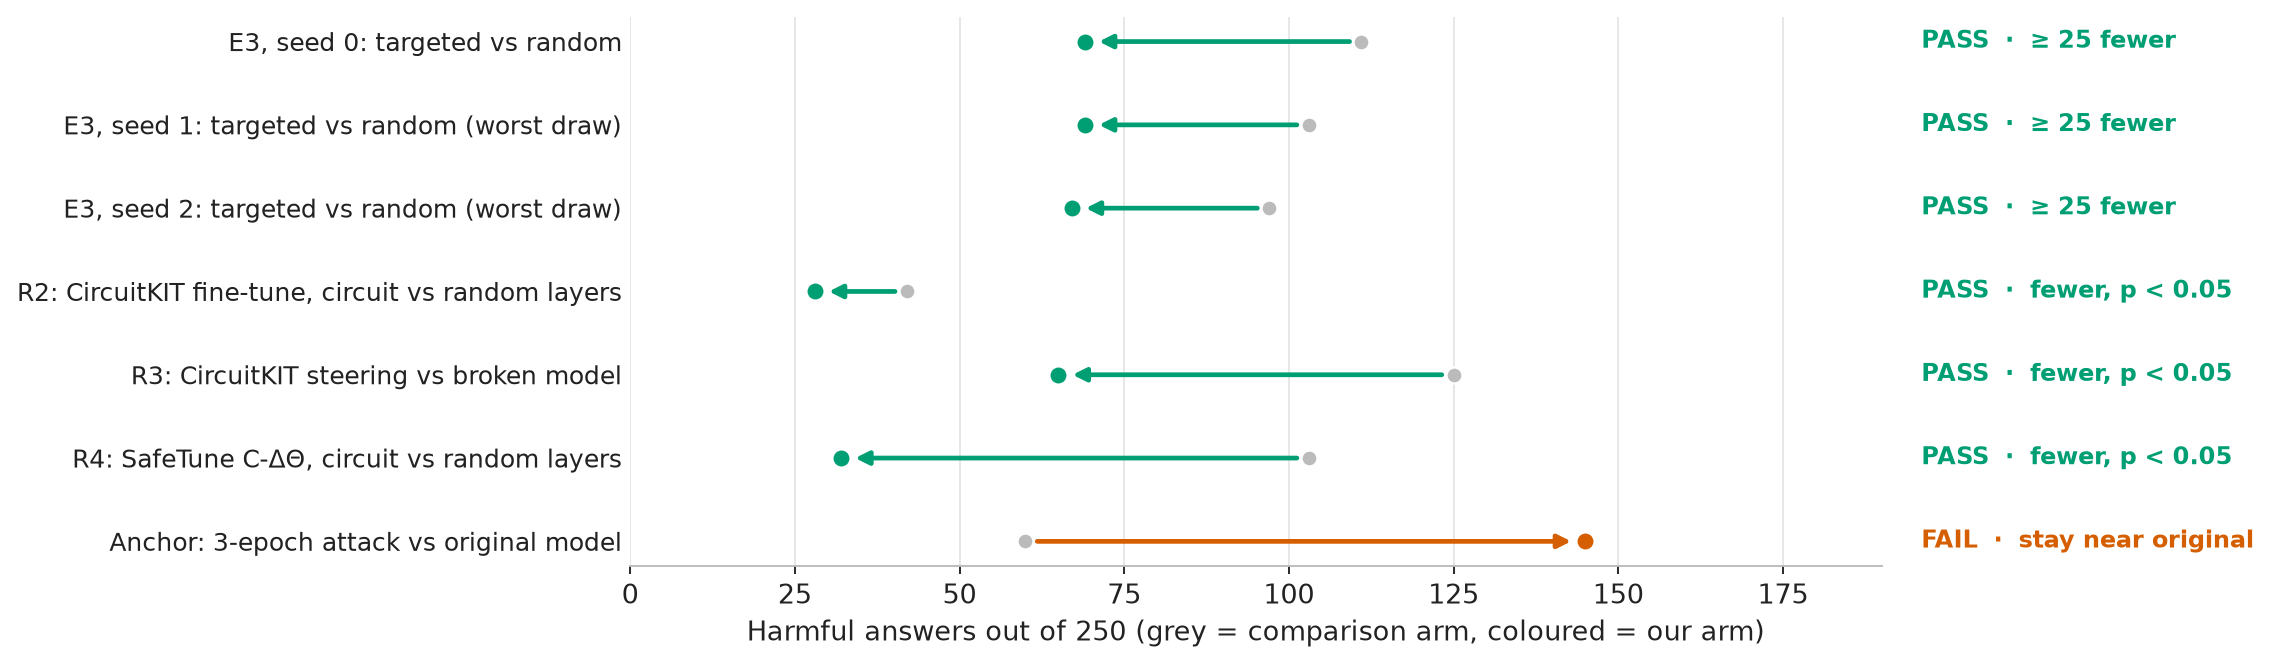 E3, seed 0: targeted vs random PASS · ≥ 25 fewer
E3, seed 1: targeted vs random (worst draw) PASS · ≥ 25 fewer
E3, seed 2: targeted vs random (worst draw) PASS · ≥ 25 fewer
R2: CircuitKIT fine-tune, circuit vs random layers PASS · fewer, p < 0.05
R3: CircuitKIT steering vs broken model PASS · fewer, p < 0.05
R4: SafeTune C-ΔΘ, circuit vs random layers PASS · fewer, p < 0.05
Anchor: 3-epoch attack vs original model FAIL · stay near original
0 25 50 75 100 125 150 175
Harmful answers out of 250 (grey = comparison arm, coloured = our arm)